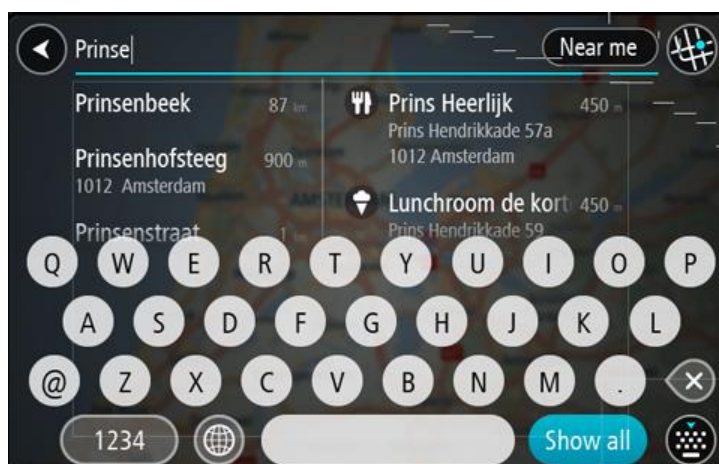 Prinse
Near me
Prinsenbeek 87 km
Prinsenhofsteeg 900 m
1012 Amsterdam
Prinsenstraat 1
Prins Heerlijk 450 m
Prins Hendrikkade 57a
1012 Amsterdam
Lunchroom de kort 450 m
Prins Hendrikkade 59
Q W E R T Y U I O P
A S D F G H J K L
@ Z X C V B N M .
1234
Show all